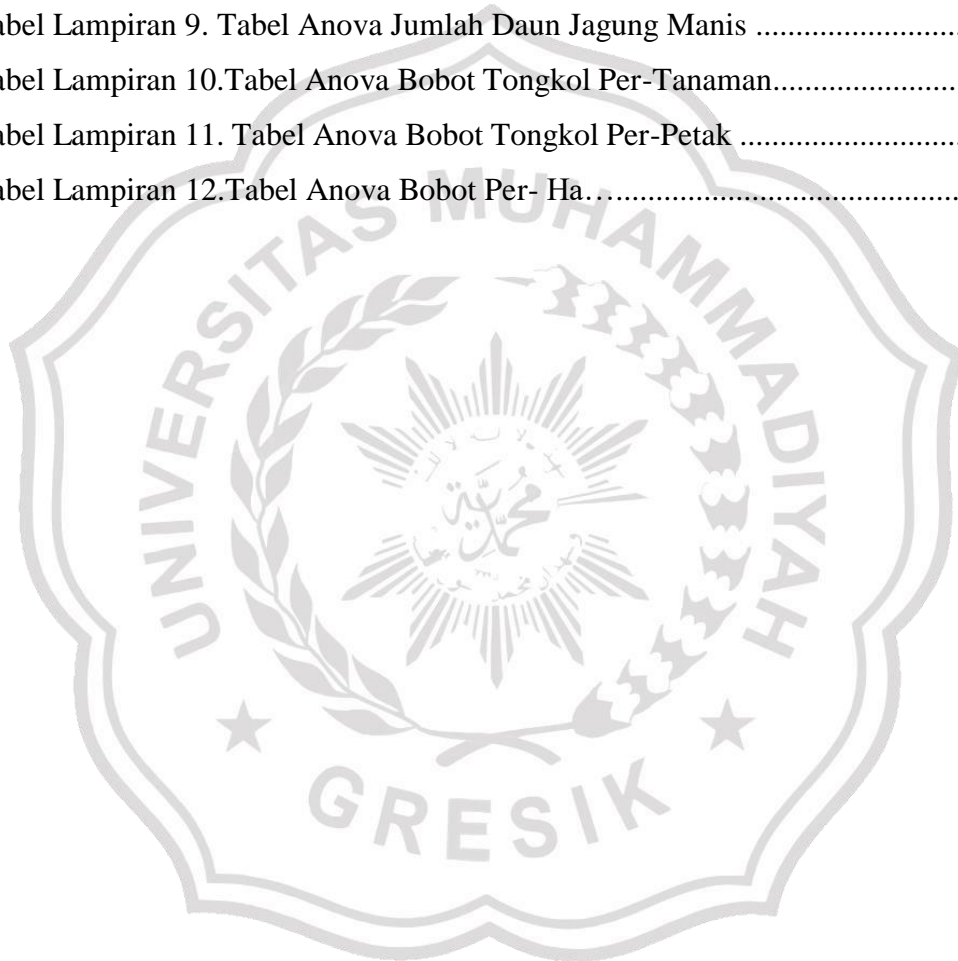 abel Lampiran 9. Tabel Anova Jumlah Daun Jagung Manis ..........................
abel Lampiran 10.Tabel Anova Bobot Tongkol Per-Tanaman.......................
abel Lampiran 11. Tabel Anova Bobot Tongkol Per-Petak ............................
abel Lampiran 12.Tabel Anova Bobot Per- Ha…...........................................
UNIVERSITAS MUHAMMADIYAH
GRESIK